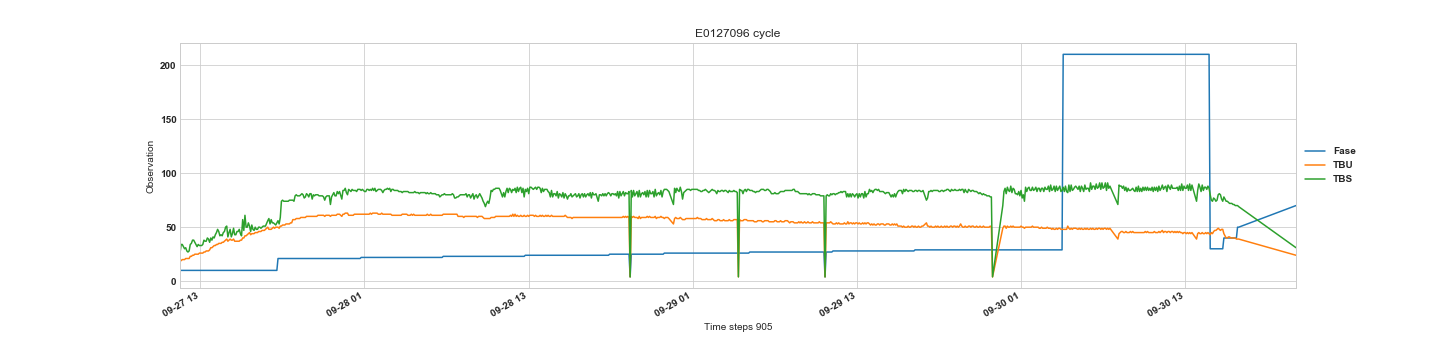 E0127096 cycle
Observation
200
150
100
50
0
09-27 13
09-28 01
09-28 13
09-29 01
09-29 13
09-30 01
09-30 13
Time steps 905
Fase
TBU
TBS